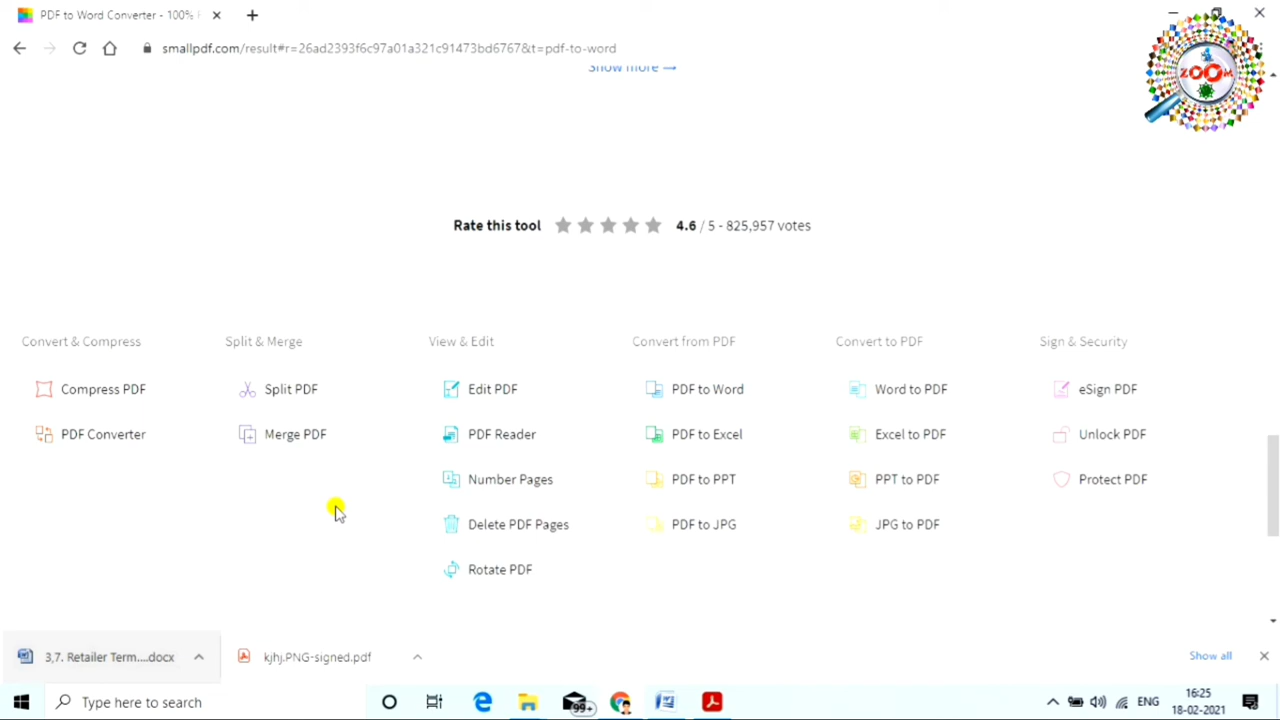 PDF to Word Converter - 100%
smallpdf.com/result#r=26ad2393f6c97a01a321c91473bd6767&t=pdf-to-word
ZOOM
Show more →
Rate this tool 4.6 / 5 - 825,957 votes
Convert & Compress Split & Merge View & Edit Convert from PDF Convert to PDF Sign & Security
Compress PDF Split PDF Edit PDF PDF to Word Word to PDF eSign PDF
PDF Converter Merge PDF PDF Reader PDF to Excel Excel to PDF Unlock PDF
Number Pages PDF to PPT PPT to PDF Protect PDF
Delete PDF Pages PDF to JPG JPG to PDF
Rotate PDF
3,7. Retailer Term....docx kjhj.PNG-signed.pdf Show all
Type here to search 99+ ENG 16:25
18-02-2021